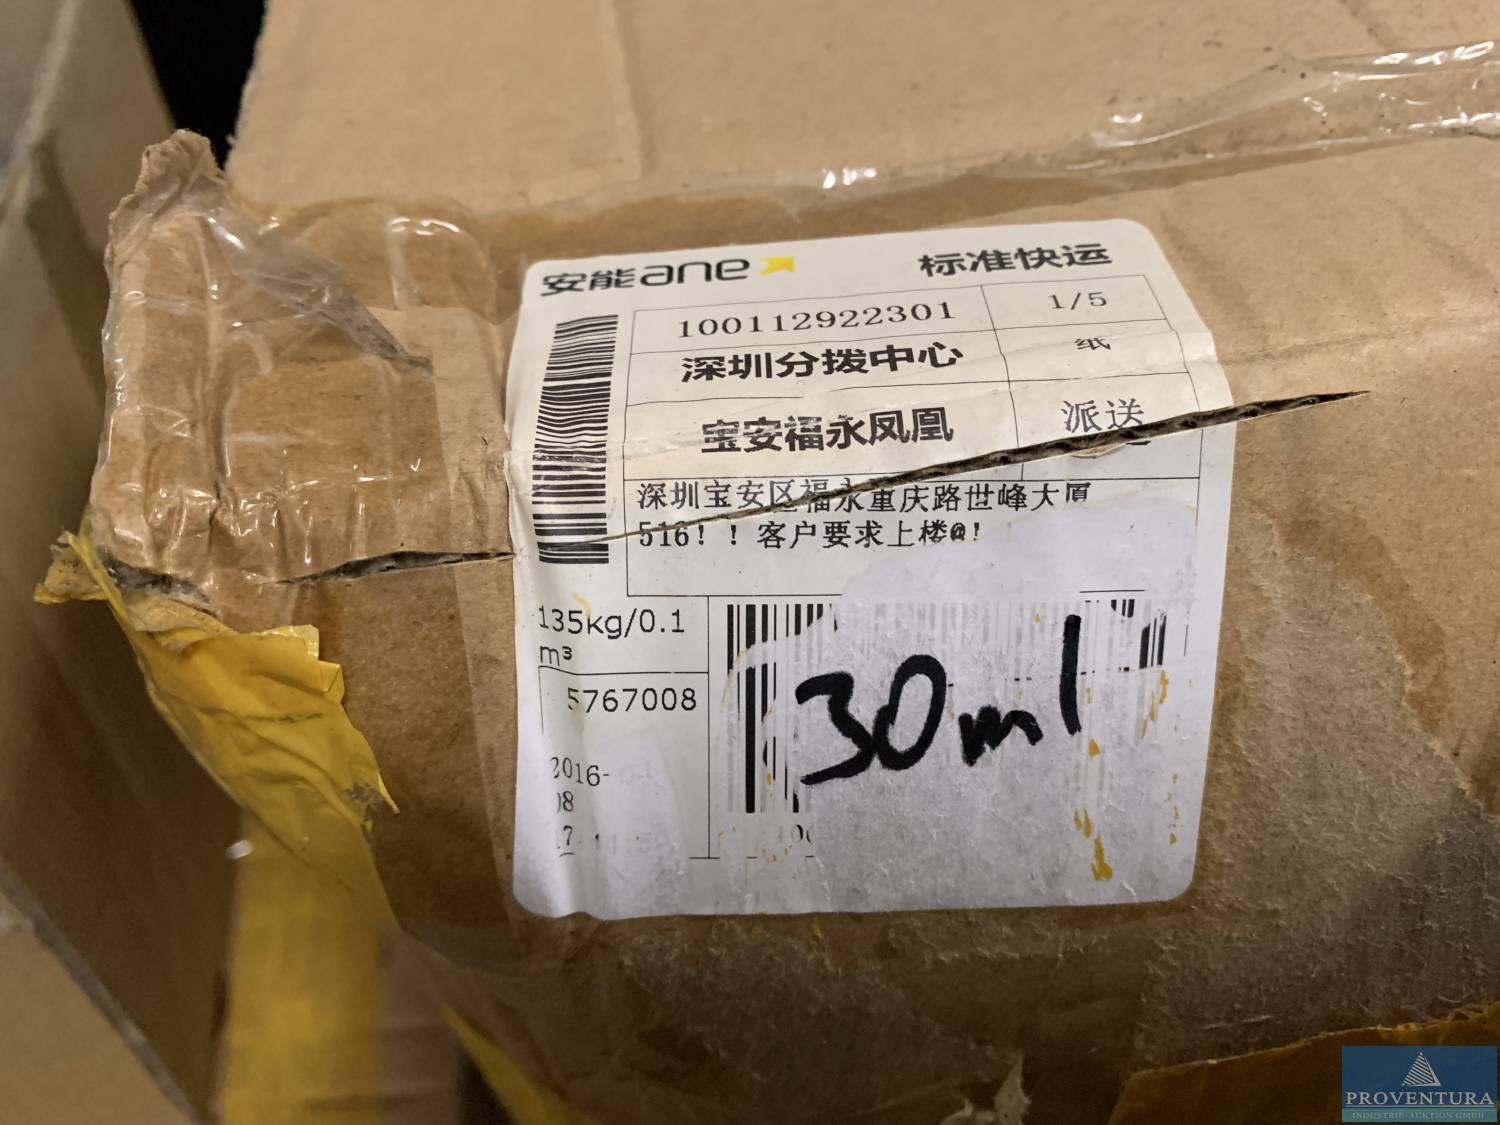 安能ane 标准快运
100112922301 1/5
深圳分拨中心 纸
宝安福永凤凰 派送
深圳宝安区福永重庆路世峰大厦
516！！客户要求上楼@!
135kg/0.1
m³
5767008
30ml
2016-
PROVENTURA
INDUSTRIE-AUKTION GMBH